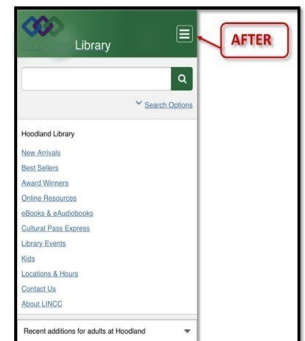 Library
AFTER
Search Options
Hoodland Library
New Arrivals
Best Sellers
Award Winners
Online Resources
eBooks & eAudiobooks
Cultural Pass Express
Library Events
Kids
Locations & Hours
Contact Us
About LINCC
Recent additions for adults at Hoodland